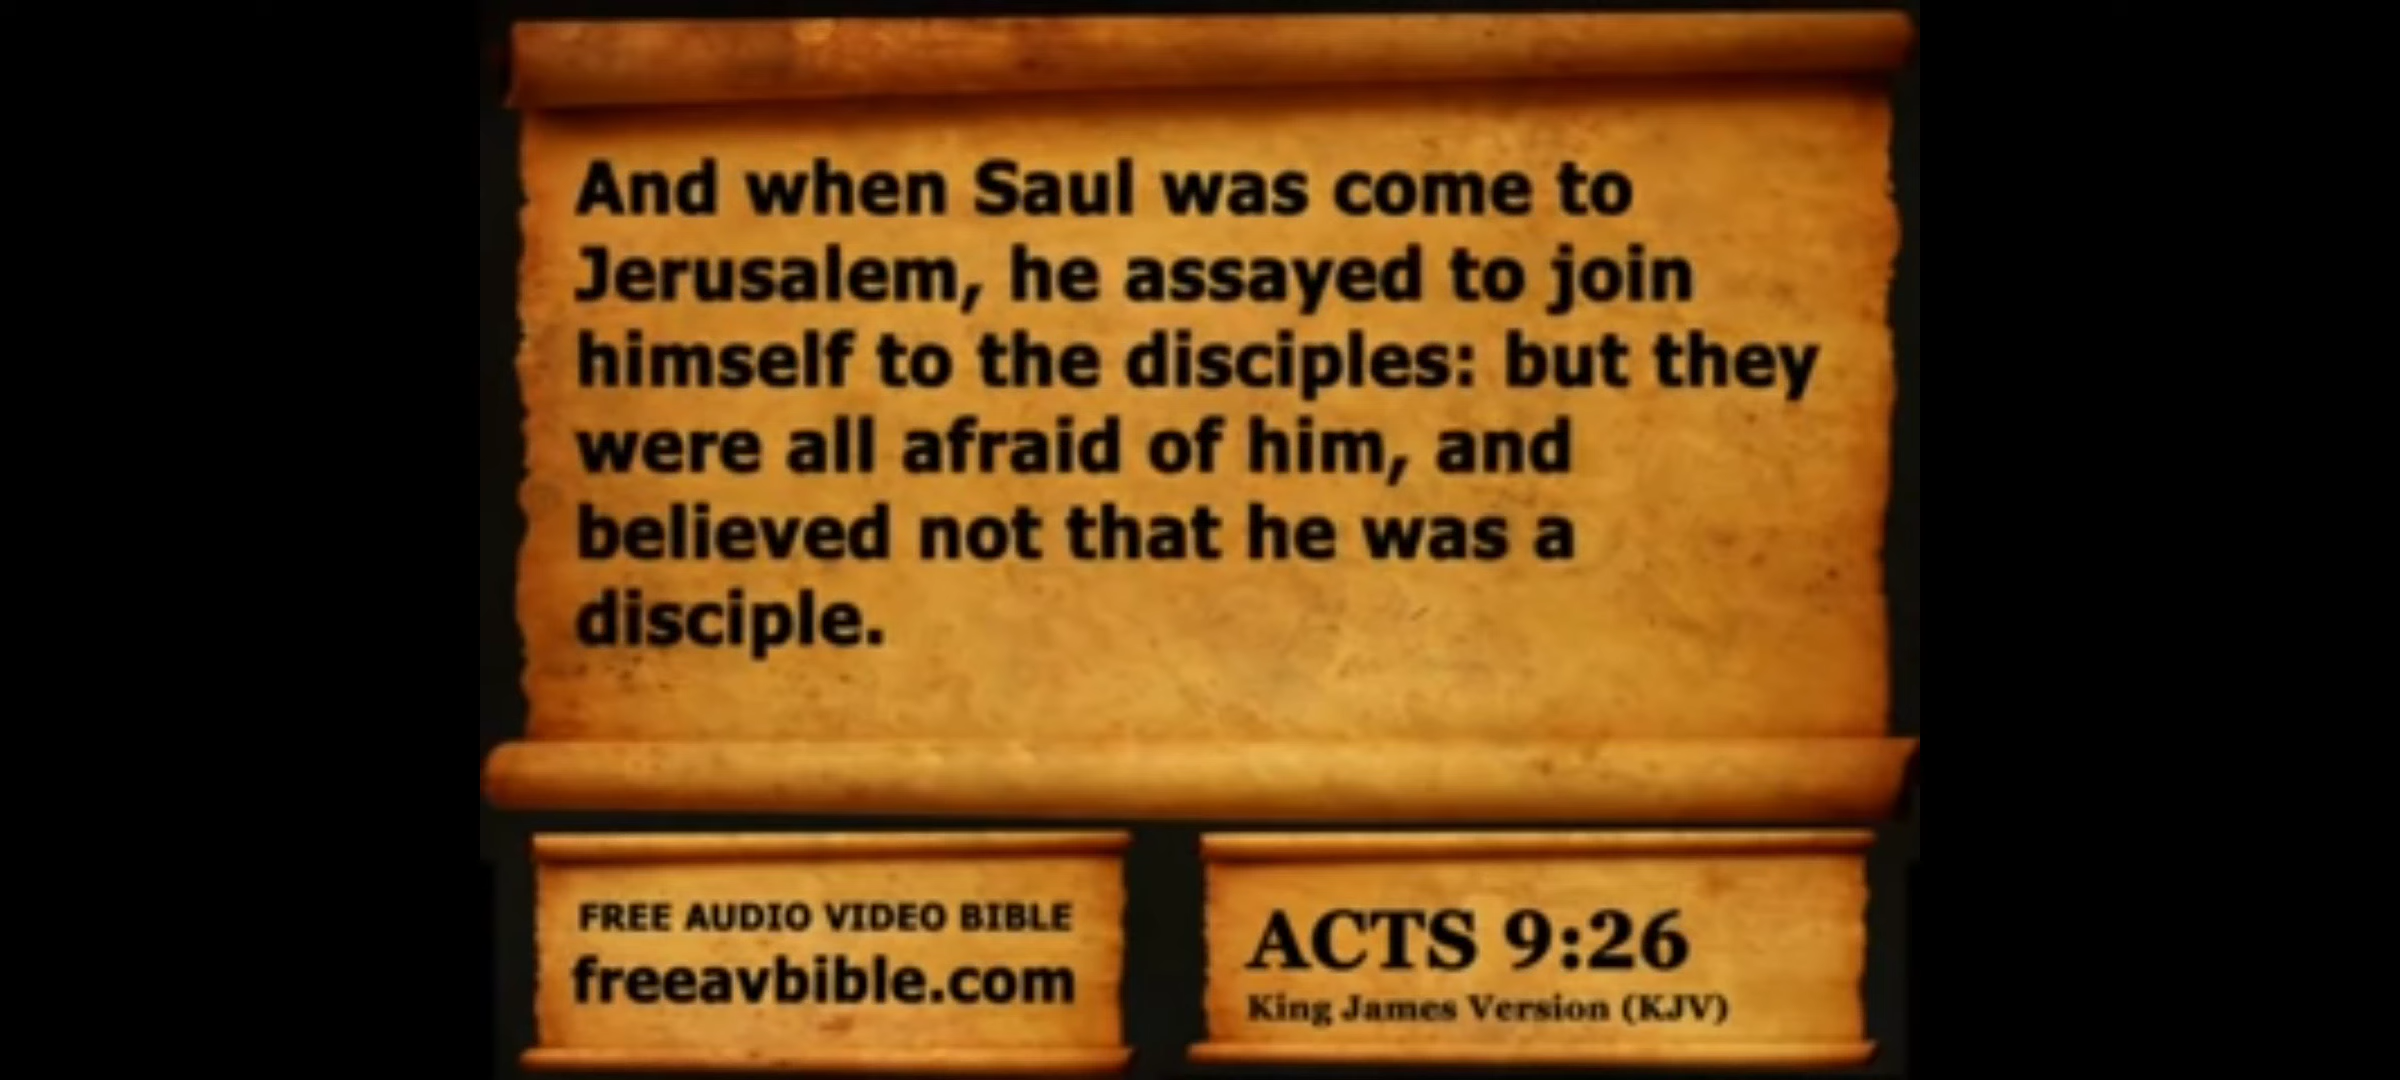 And when Saul was come to
Jerusalem, he assayed to join
himself to the disciples: but they
were all afraid of him, and
believed not that he was a
disciple.
FREE AUDIO VIDEO BIBLE
freeavbible.com
ACTS 9:26
King James Version (KJV)